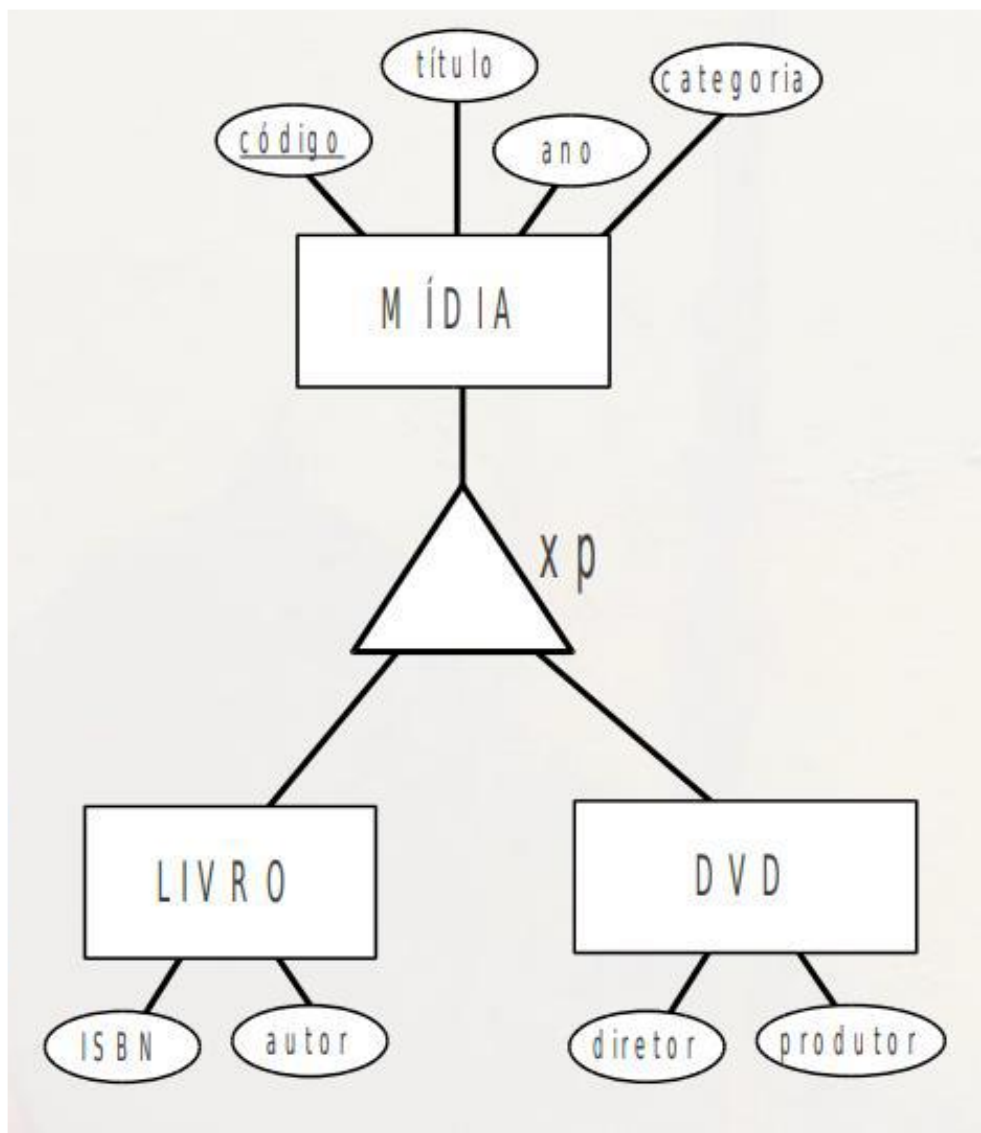 título
categoria
código
ano
MÍDIA
xp
LIVRO
DVD
ISBN
autor
diretor
produtor